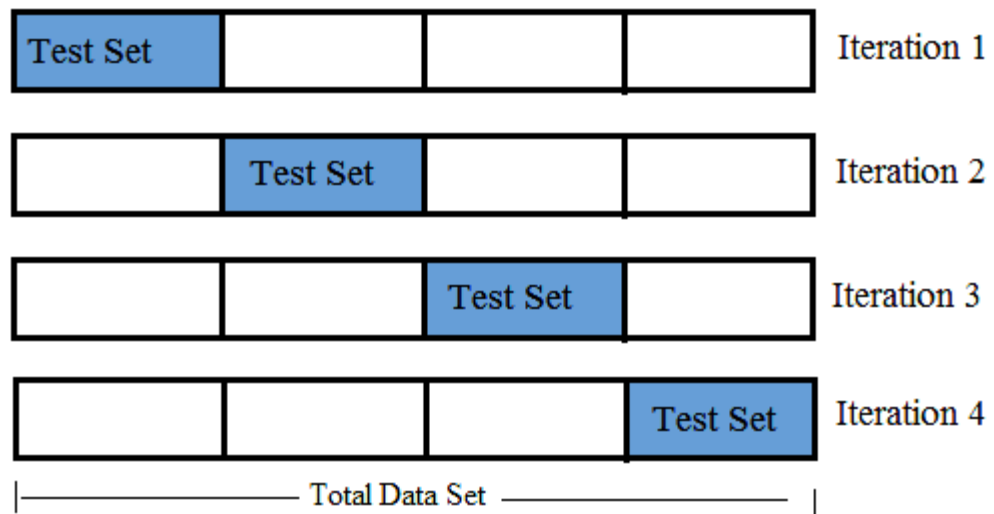 Test Set
Iteration 1
Test Set
Iteration 2
Test Set
Iteration 3
Test Set
Iteration 4
Total Data Set